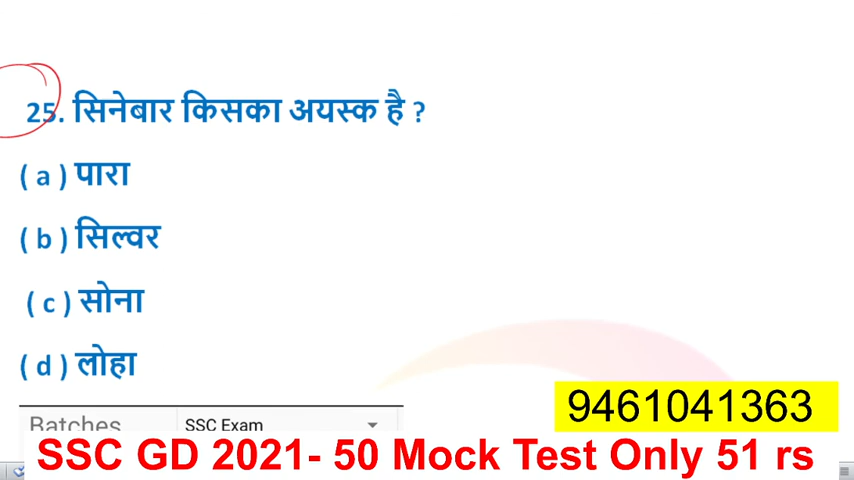 25. सिनेबार किसका अयस्क है ?
( a ) पारा
( b ) सिल्वर
( c ) सोना
( d ) लोहा
9461041363
Batches SSC Exam
SSC GD 2021- 50 Mock Test Only 51 rs